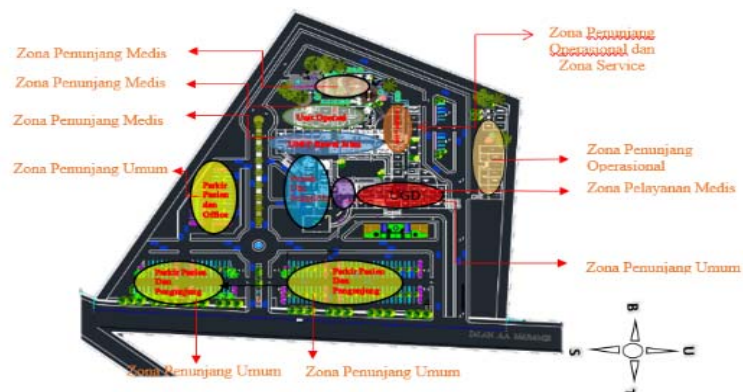 Zona Penunjang Medis
Zona Penunjang Medis
Zona Penunjang Medis
Zona Penunjang Umum
Zona Penunjang
Operasional dan
Zona Service
Zona Penunjang
Operasional
Zona Pelayanan Medis
Zona Penunjang Umum
Unit Operasi
Parkir Pasien
dan Office
Parkir Pasien
Dan
Pengunjung
Parkir Pasien
Dan
Pengunjung
Zona Penunjang Umum
Zona Penunjang Umum
B
S
U
T